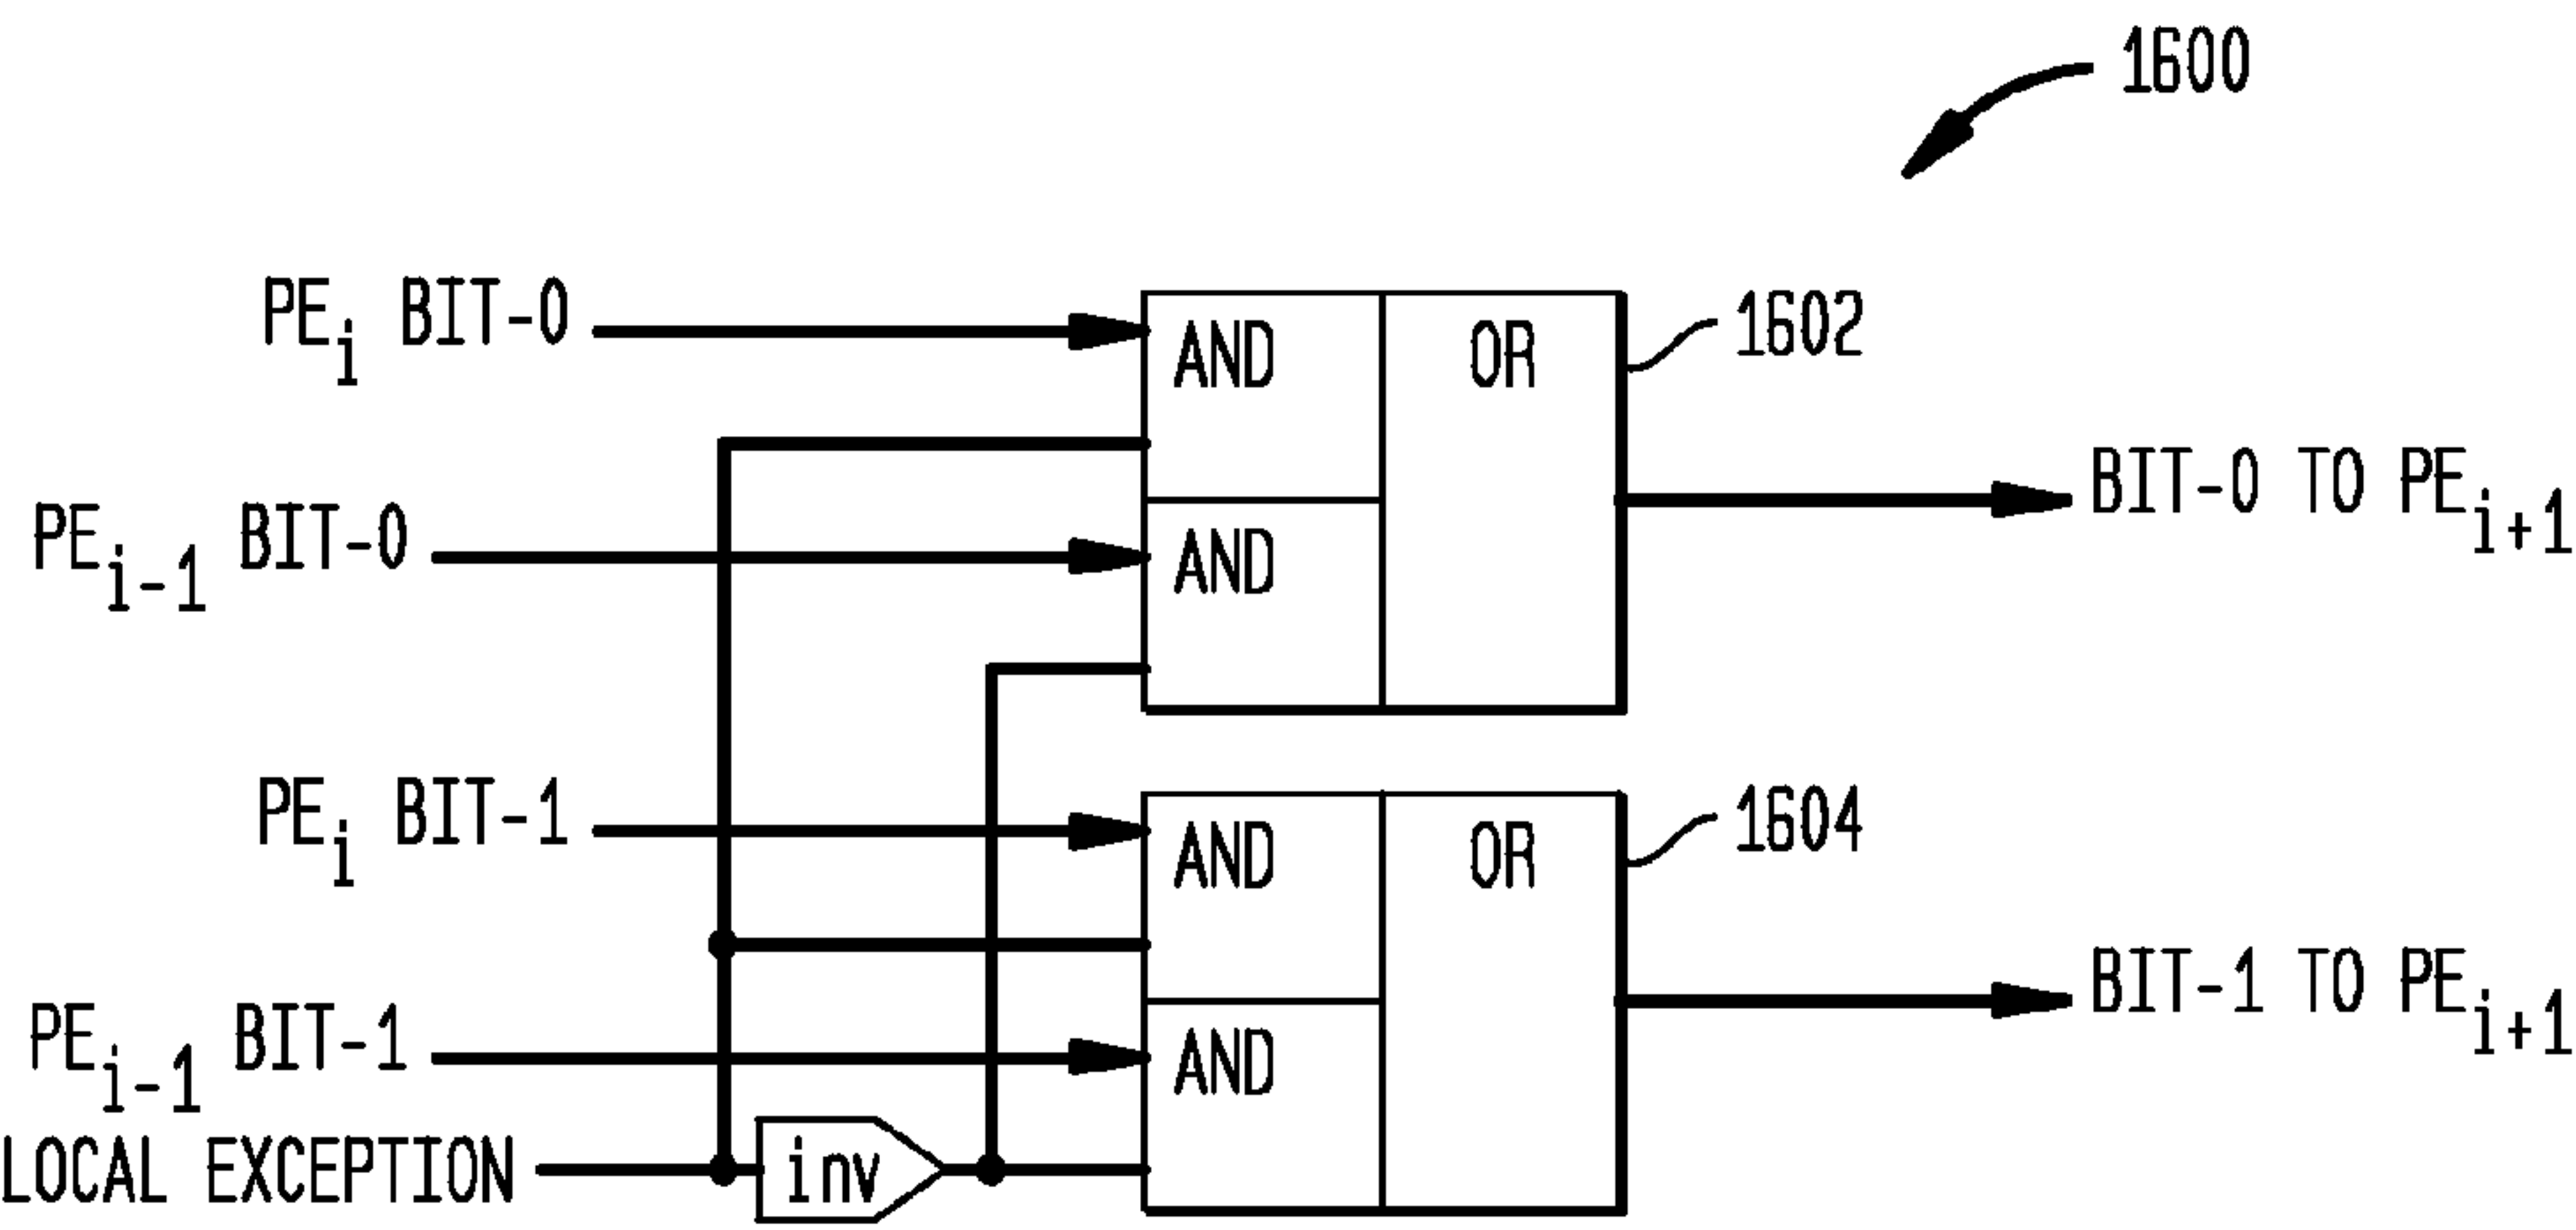 1600
PEi BIT-0
AND
OR
1602
BIT-0 TO PEi+1
PEi-1 BIT-0
AND
PEi BIT-1
AND
OR
1604
BIT-1 TO PEi+1
PEi-1 BIT-1
AND
LOCAL EXCEPTION
inv